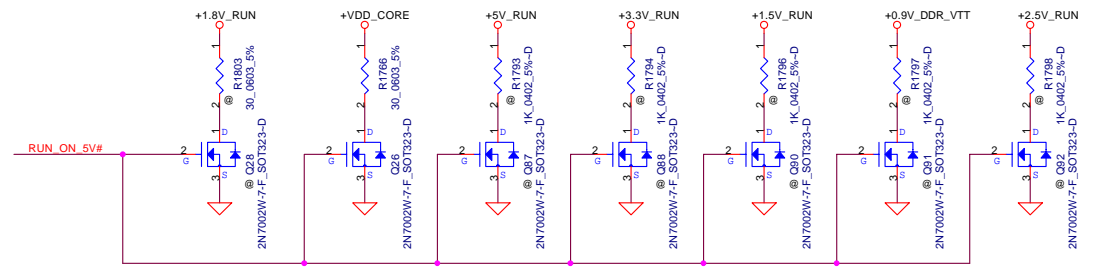 +1.8V_RUN
+VDD_CORE
+5V_RUN
+3.3V_RUN
+1.5V_RUN
+0.9V_DDR_VTT
+2.5V_RUN
RUN_ON_5V#
1
2
@
R1803
30_0603_5%
D
2
G
S
3
@ Q28
2N7002W-7-F_SOT323~D
1
2
R1766
30_0603_5%
D
2
G
S
3
Q26
2N7002W-7-F_SOT323~D
1
2
@
R1793
1K_0402_5%~D
D
2
G
S
3
@ Q87
2N7002W-7-F_SOT323~D
1
2
@
R1794
1K_0402_5%~D
D
2
G
S
3
@ Q88
2N7002W-7-F_SOT323~D
1
2
@
R1796
1K_0402_5%~D
D
2
G
S
3
@ Q90
2N7002W-7-F_SOT323~D
1
2
@
R1797
1K_0402_5%~D
D
2
G
S
3
@ Q91
2N7002W-7-F_SOT323~D
1
2
@
R1798
1K_0402_5%~D
D
2
G
S
3
@ Q92
2N7002W-7-F_SOT323~D